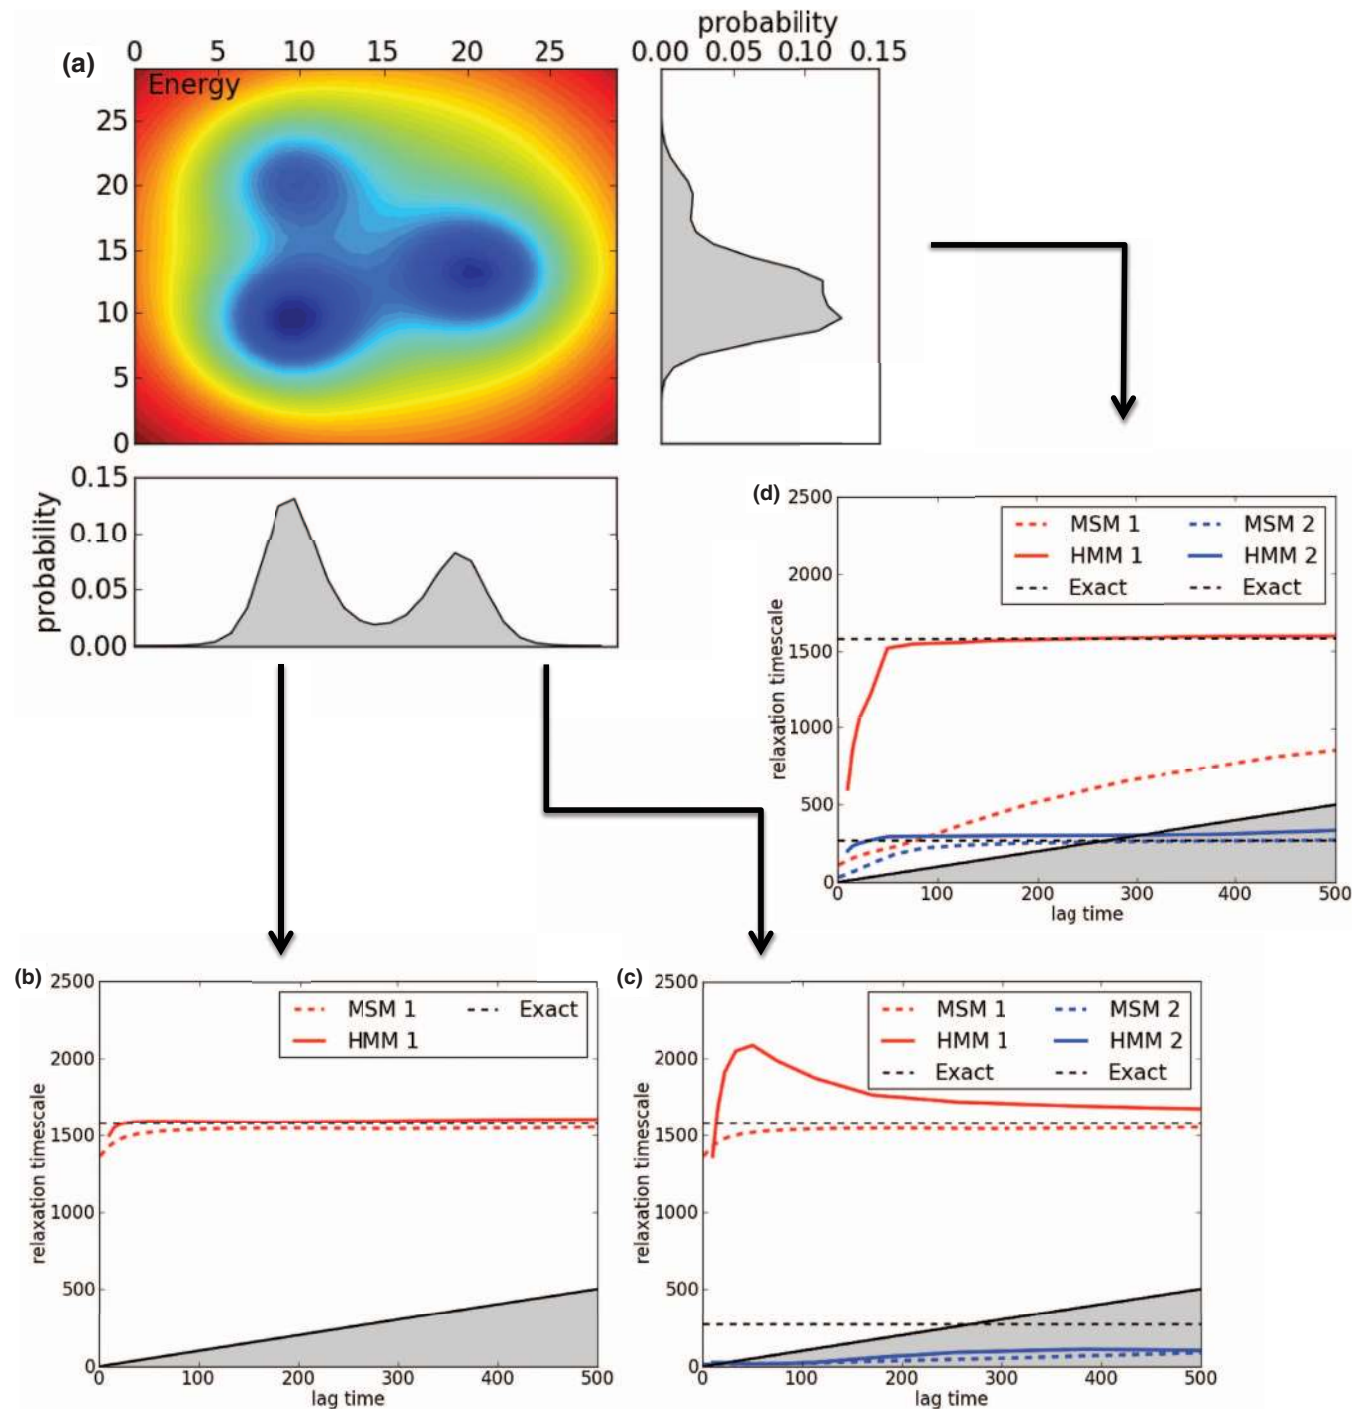 probability
0.00 0.05 0.10 0.15
(a)
0 5 10 15 20 25
Energy
25
20
15
10
5
0
probability
0.15
0.10
0.05
0.00
(d)
relaxation timescale
2500
2000
1500
1000
500
0
MSM 1 MSM 2
HMM 1 HMM 2
Exact Exact
0 100 200 300 400 500
lag time
(b)
relaxation timescale
2500
2000
1500
1000
500
0
MSM 1 Exact
HMM 1
0 100 200 300 400 500
lag time
(c)
relaxation timescale
2500
2000
1500
1000
500
0
MSM 1 MSM 2
HMM 1 HMM 2
Exact Exact
0 100 200 300 400 500
lag time